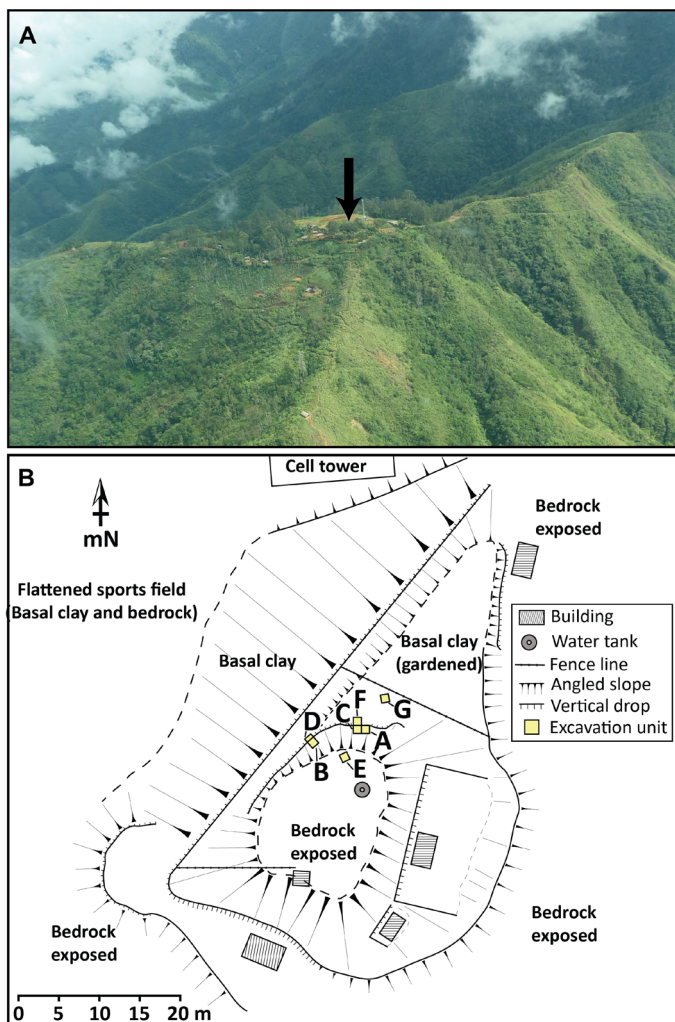 A
B
Cell tower
mN
Bedrock
exposed
Flattened sports field
(Basal clay and bedrock)
Basal clay
Basal clay
(gardened)
Building
Water tank
Fence line
Angled slope
Vertical drop
Excavation unit
F
G
D
C
A
B
E
Bedrock
exposed
Bedrock
exposed
Bedrock
exposed
0 5 10 15 20 m